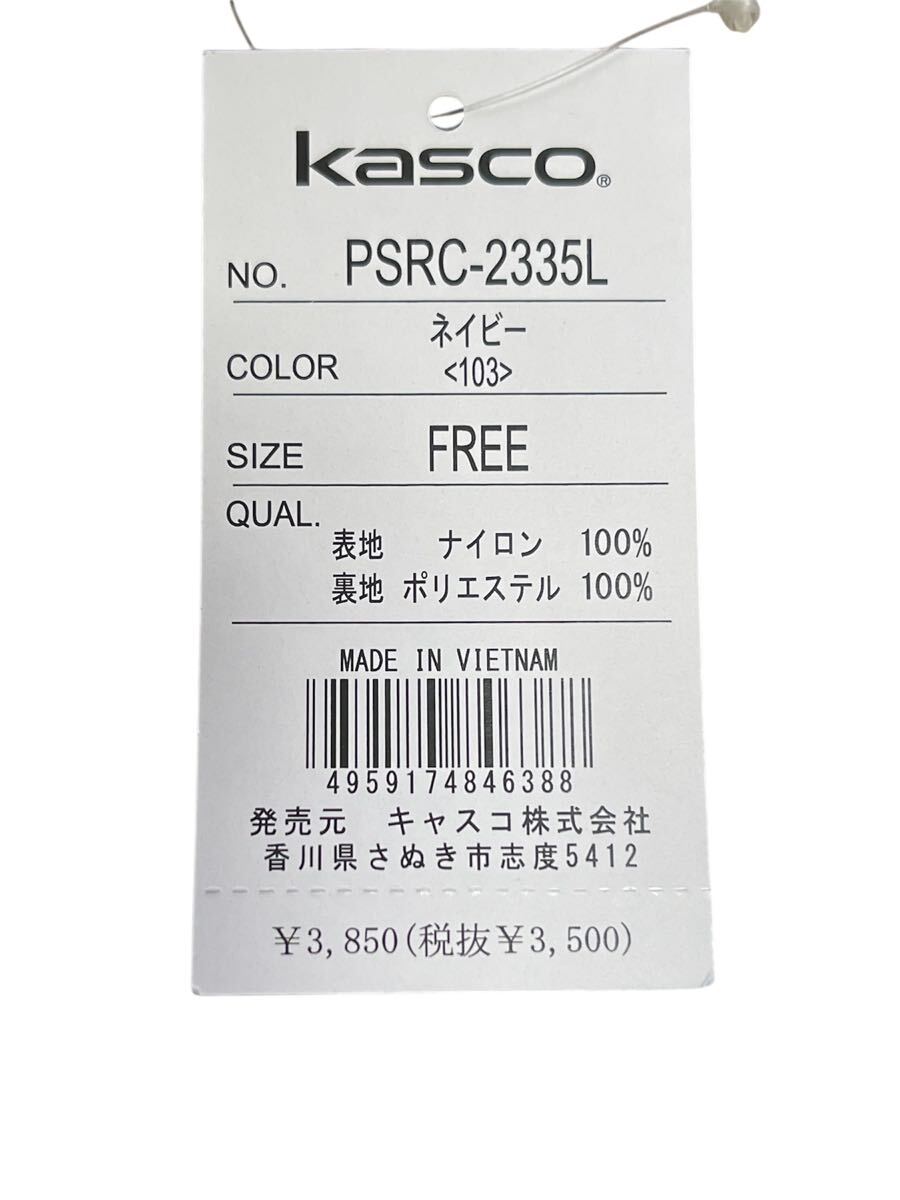 kasco®
NO. PSRC-2335L
ネイビー
COLOR <103>
SIZE FREE
QUAL.
表地 ナイロン 100%
裏地 ポリエステル 100%
MADE IN VIETNAM
4959174846388
発売元 キャスコ株式会社
香川県さぬき市志度5412
¥3,850(税抜¥3,500)